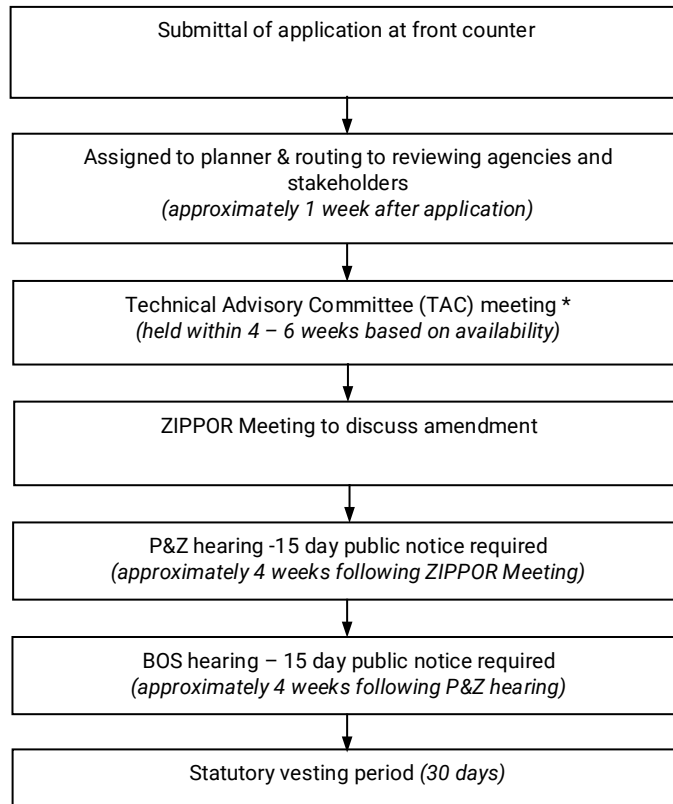 Submittal of application at front counter
Assigned to planner & routing to reviewing agencies and
stakeholders
(approximately 1 week after application)
Technical Advisory Committee (TAC) meeting *
(held within 4 – 6 weeks based on availability)
ZIPPOR Meeting to discuss amendment
P&Z hearing -15 day public notice required
(approximately 4 weeks following ZIPPOR Meeting)
BOS hearing – 15 day public notice required
(approximately 4 weeks following P&Z hearing)
Statutory vesting period (30 days)